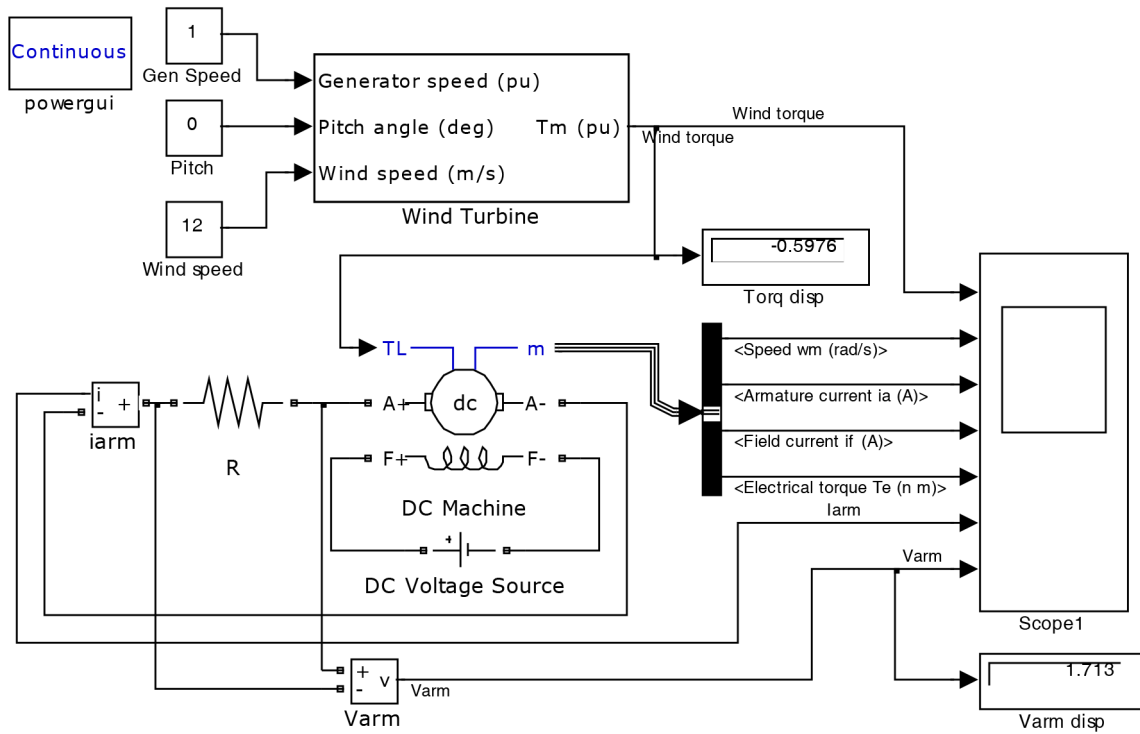 1
Continuous
Gen Speed
powergui
Generator speed (pu)
0
Pitch angle (deg)
Tm (pu)
Wind torque
Wind torque
Pitch
Wind speed (m/s)
Wind Turbine
12
Wind speed
-0.5976
Torq disp
TL
m
<Speed wm (rad/s)>
i
-
+
iarm
A+
dc
A-
<Armature current ia (A)>
R
F+
F-
<Field current if (A)>
DC Machine
<Electrical torque Te (n m)>
Iarm
+
DC Voltage Source
Varm
Scope1
+
-
v
Varm
Varm
1.713
Varm disp